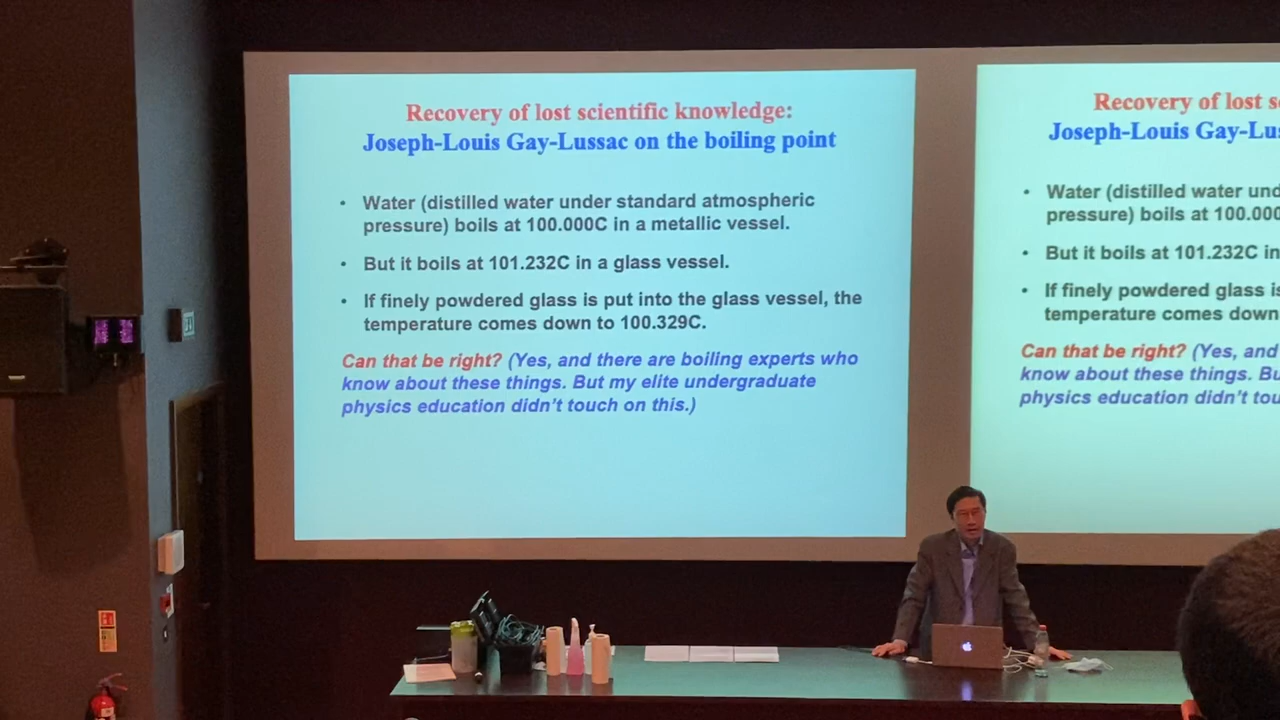 Recovery of lost scientific knowledge:
Joseph-Louis Gay-Lussac on the boiling point
• Water (distilled water under standard atmospheric
pressure) boils at 100.000C in a metallic vessel.
• But it boils at 101.232C in a glass vessel.
• If finely powdered glass is put into the glass vessel, the
temperature comes down to 100.329C.
Can that be right? (Yes, and there are boiling experts who
know about these things. But my elite undergraduate
physics education didn't touch on this.)
Recovery of lost
Joseph-Louis Gay-Lu
• Water (distilled water und
pressure) boils at 100.00
• But it boils at 101.232C in
• If finely powdered glass is
temperature comes down
Can that be right? (Yes, and
know about these things. Bu
physics education didn't tou